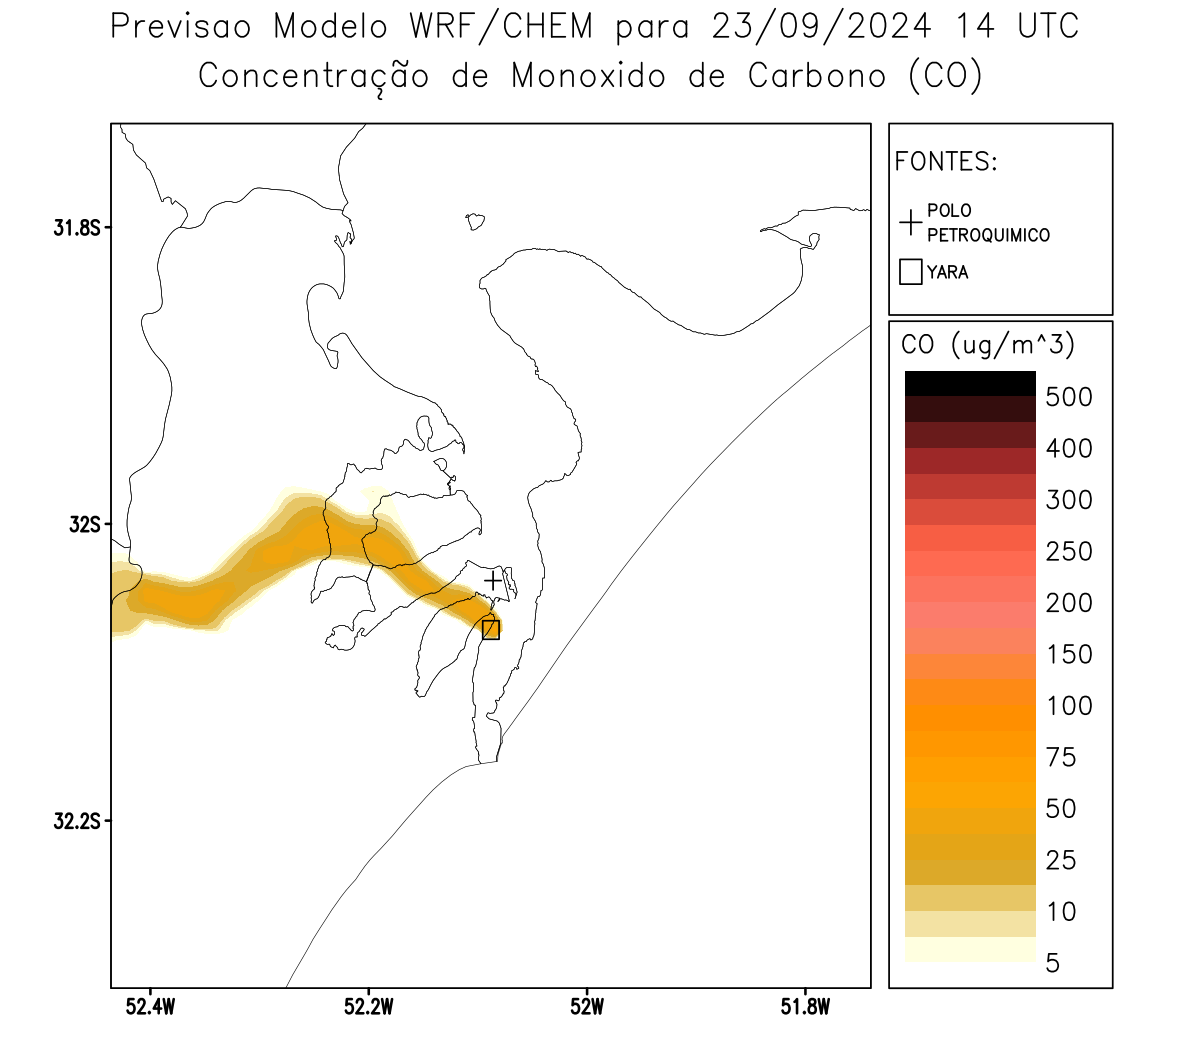 Previsao Modelo WRF/CHEM para 23/09/2024 14 UTC
Concentração de Monoxido de Carbono (CO)
FONTES:
POLO
PETROQUIMICO
YARA
CO (ug/m^3)
500
400
300
250
200
150
100
75
50
25
10
5
31.8S
32S
32.2S
52.4W
52.2W
52W
51.8W